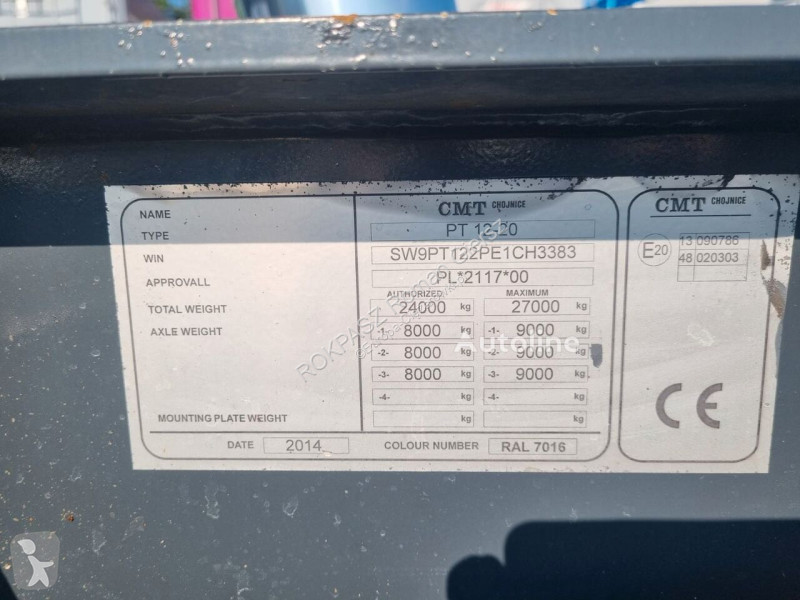 NAME CMT CHOJNICE
TYPE PT 12-20
WIN SW9PT122PE1CH3383
APPROVALL PL*2117*00
AUTHORIZED MAXIMUM
TOTAL WEIGHT 24000 kg 27000 kg
AXLE WEIGHT -1- 8000 kg -1- 9000 kg
-2- 8000 kg -2- 9000 kg
-3- 8000 kg -3- 9000 kg
-4- kg -4- kg
MOUNTING PLATE WEIGHT kg kg
DATE 2014 COLOUR NUMBER RAL 7016
CMT CHOJNICE
E20 13 090786
48 020303
CE
ROKPASZ Roman
Autoline